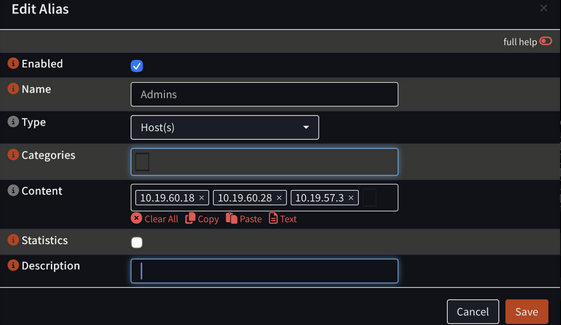 Edit Alias
full help
Enabled
Name Admins
Type Host(s)
Categories
Content 10.19.60.18 × 10.19.60.28 × 10.19.57.3 ×
Clear All Copy Paste Text
Statistics
Description
Cancel Save